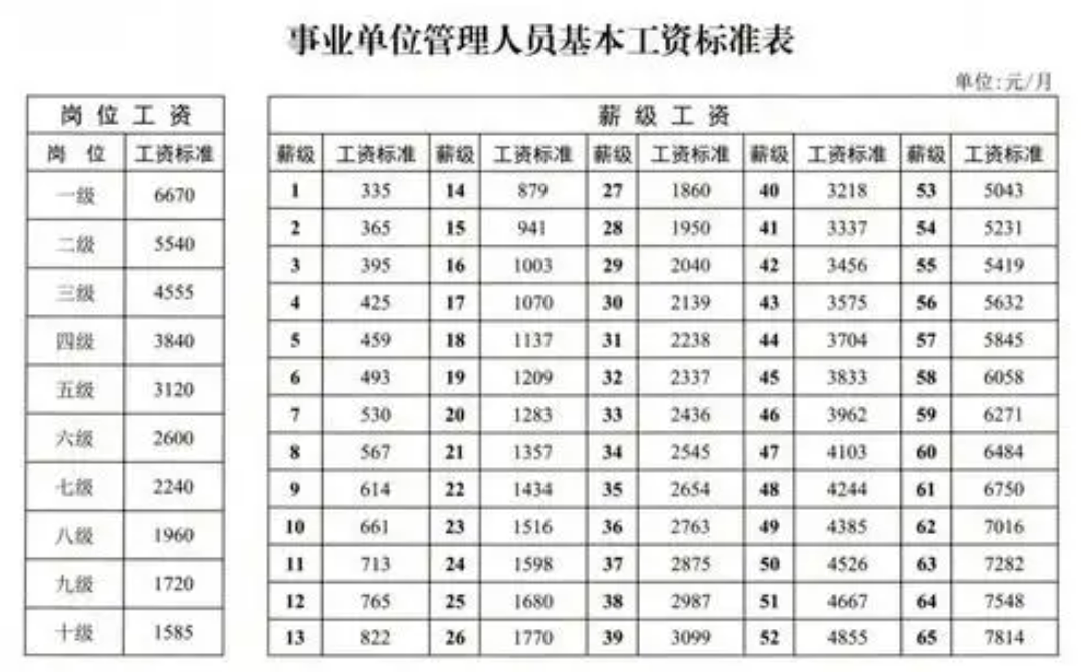 事业单位管理人员基本工资标准表
单位:元/月
岗位工资
岗位 工资标准
一级 6670
二级 5540
三级 4555
四级 3840
五级 3120
六级 2600
七级 2240
八级 1960
九级 1720
十级 1585
薪级工资
薪级 工资标准 薪级 工资标准 薪级 工资标准 薪级 工资标准 薪级 工资标准
1 335 14 879 27 1860 40 3218 53 5043
2 365 15 941 28 1950 41 3337 54 5231
3 395 16 1003 29 2040 42 3456 55 5419
4 425 17 1070 30 2139 43 3575 56 5632
5 459 18 1137 31 2238 44 3704 57 5845
6 493 19 1209 32 2337 45 3833 58 6058
7 530 20 1283 33 2436 46 3962 59 6271
8 567 21 1357 34 2545 47 4103 60 6484
9 614 22 1434 35 2654 48 4244 61 6750
10 661 23 1516 36 2763 49 4385 62 7016
11 713 24 1598 37 2875 50 4526 63 7282
12 765 25 1680 38 2987 51 4667 64 7548
13 822 26 1770 39 3099 52 4855 65 7814